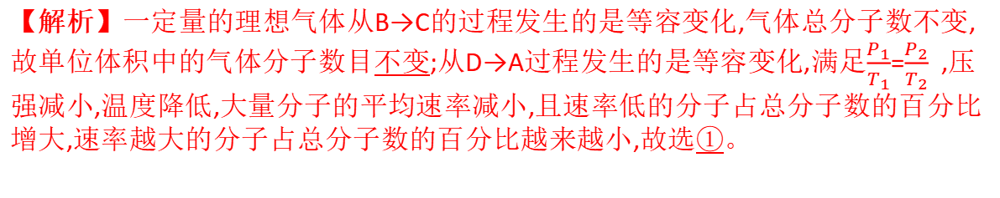 【解析】一定量的理想气体从B→C的过程发生的是等容变化,气体总分子数不变,
故单位体积中的气体分子数目不变;从D→A过程发生的是等容变化,满足P₁/T₁=P₂/T₂ ,压
强减小,温度降低,大量分子的平均速率减小,且速率低的分子占总分子数的百分比
增大,速率越大的分子占总分子数的百分比越来越小,故选①。